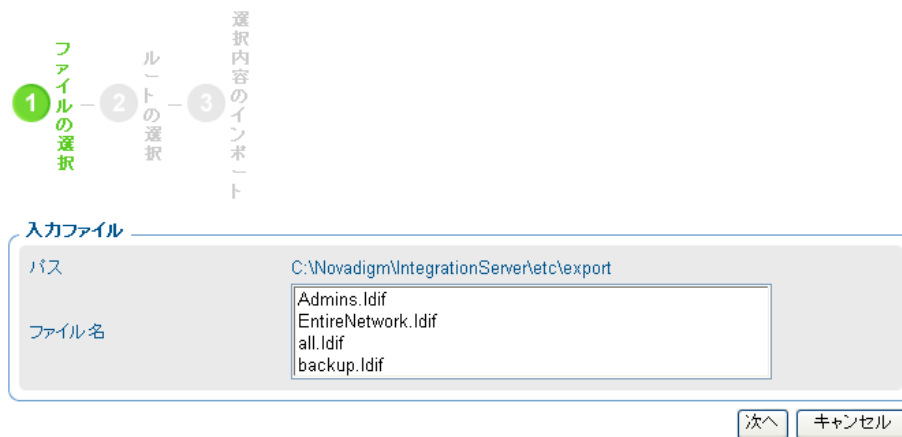 1
ファイルの選択
2
ルートの選択
3
選択内容のインポート
入力ファイル
パス
C:\Novadigm\IntegrationServer\etc\export
ファイル名
Admins.ldif
EntireNetwork.ldif
all.ldif
backup.ldif
次へ
キャンセル